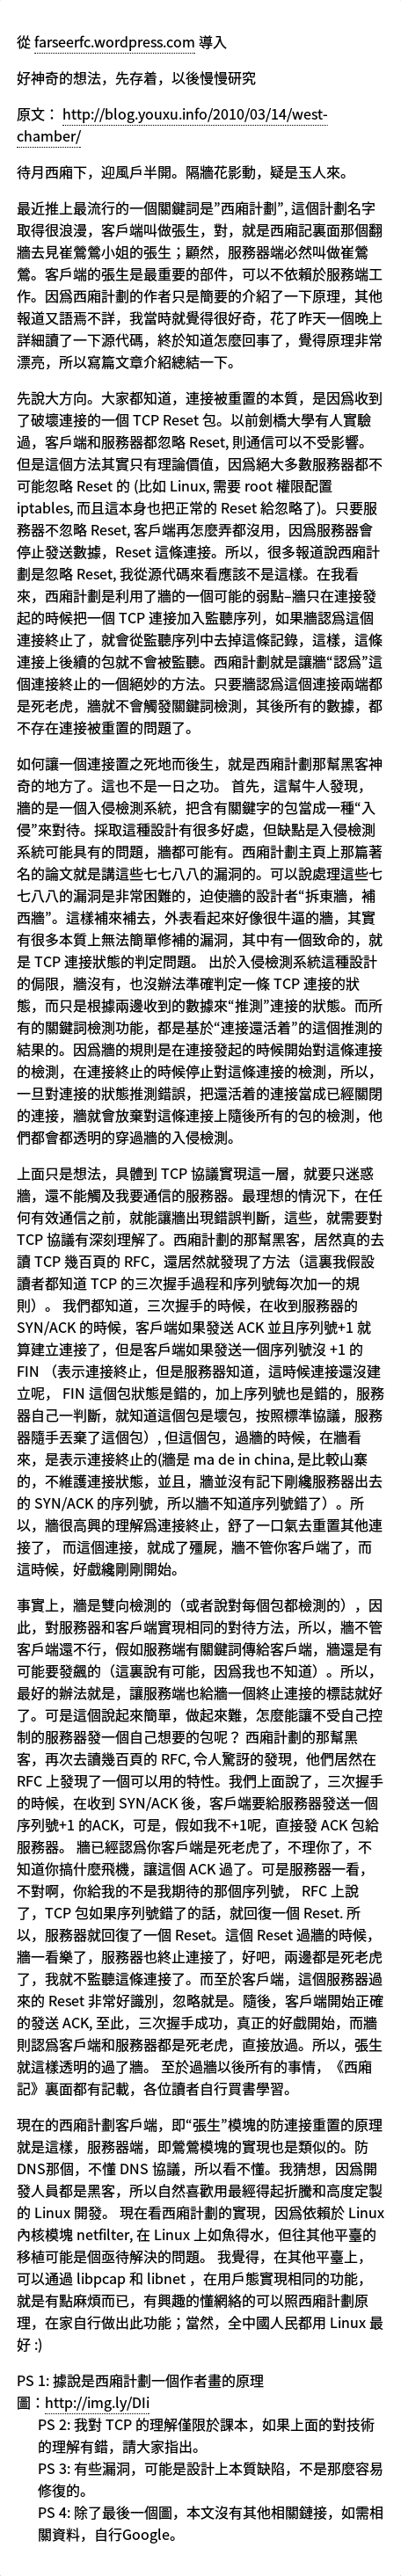 從 farseerfc.wordpress.com 導入
好神奇的想法，先存着，以後慢慢研究
原文： http://blog.youxu.info/2010/03/14/west-
chamber/
待月西廂下，迎風戶半開。隔牆花影動，疑是玉人來。
最近推上最流行的一個關鍵詞是”西廂計劃”, 這個計劃名字
取得很浪漫，客戶端叫做張生，對，就是西廂記裏面那個翻
牆去見崔鶯鶯小姐的張生；顯然，服務器端必然叫做崔鶯
鶯。客戶端的張生是最重要的部件，可以不依賴於服務端工
作。因爲西廂計劃的作者只是簡要的介紹了一下原理，其他
報道又語焉不詳，我當時就覺得很好奇，花了昨天一個晚上
詳細讀了一下源代碼，終於知道怎麼回事了，覺得原理非常
漂亮，所以寫篇文章介紹總結一下。
先說大方向。大家都知道，連接被重置的本質，是因爲收到
了破壞連接的一個 TCP Reset 包。以前劍橋大學有人實驗
過，客戶端和服務器都忽略 Reset, 則通信可以不受影響。
但是這個方法其實只有理論價值，因爲絕大多數服務器都不
可能忽略 Reset 的 (比如 Linux, 需要 root 權限配置
iptables, 而且這本身也把正常的 Reset 給忽略了)。只要服
務器不忽略 Reset, 客戶端再怎麼弄都沒用，因爲服務器會
停止發送數據，Reset 這條連接。所以，很多報道說西廂計
劃是忽略 Reset, 我從源代碼來看應該不是這樣。在我看
來，西廂計劃是利用了牆的一個可能的弱點–牆只在連接發
起的時候把一個 TCP 連接加入監聽序列，如果牆認爲這個
連接終止了，就會從監聽序列中去掉這條記錄，這樣，這條
連接上後續的包就不會被監聽。西廂計劃就是讓牆“認爲”這
個連接終止的一個絕妙的方法。只要牆認爲這個連接兩端都
是死老虎，牆就不會觸發關鍵詞檢測，其後所有的數據，都
不存在連接被重置的問題了。
如何讓一個連接置之死地而後生，就是西廂計劃那幫黑客神
奇的地方了。這也不是一日之功。 首先，這幫牛人發現，
牆的是一個入侵檢測系統，把含有關鍵字的包當成一種“入
侵”來對待。採取這種設計有很多好處，但缺點是入侵檢測
系統可能具有的問題，牆都可能有。西廂計劃主頁上那篇著
名的論文就是講這些七七八八的漏洞的。可以說處理這些七
七八八的漏洞是非常困難的，迫使牆的設計者“拆東牆，補
西牆”。這樣補來補去，外表看起來好像很牛逼的牆，其實
有很多本質上無法簡單修補的漏洞，其中有一個致命的，就
是 TCP 連接狀態的判定問題。 出於入侵檢測系統這種設計
的侷限，牆沒有，也沒辦法準確判定一條 TCP 連接的狀
態，而只是根據兩邊收到的數據來“推測”連接的狀態。而所
有的關鍵詞檢測功能，都是基於“連接還活着”的這個推測的
結果的。因爲牆的規則是在連接發起的時候開始對這條連接
的檢測，在連接終止的時候停止對這條連接的檢測，所以，
一旦對連接的狀態推測錯誤，把還活着的連接當成已經關閉
的連接，牆就會放棄對這條連接上隨後所有的包的檢測，他
們都會都透明的穿過牆的入侵檢測。
上面只是想法，具體到 TCP 協議實現這一層，就要只迷惑
牆，還不能觸及我要通信的服務器。最理想的情況下，在任
何有效通信之前，就能讓牆出現錯誤判斷，這些，就需要對
TCP 協議有深刻理解了。西廂計劃的那幫黑客，居然真的去
讀 TCP 幾百頁的 RFC，還居然就發現了方法（這裏我假設
讀者都知道 TCP 的三次握手過程和序列號每次加一的規
則）。 我們都知道，三次握手的時候，在收到服務器的
SYN/ACK 的時候，客戶端如果發送 ACK 並且序列號+1 就
算建立連接了，但是客戶端如果發送一個序列號沒 +1 的
FIN （表示連接終止，但是服務器知道，這時候連接還沒建
立呢， FIN 這個包狀態是錯的，加上序列號也是錯的，服務
器自己一判斷，就知道這個包是壞包，按照標準協議，服務
器隨手丟棄了這個包）, 但這個包，過牆的時候，在牆看
來，是表示連接終止的(牆是 ma de in china, 是比較山寨
的，不維護連接狀態，並且，牆並沒有記下剛纔服務器出去
的 SYN/ACK 的序列號，所以牆不知道序列號錯了）。所
以，牆很高興的理解爲連接終止，舒了一口氣去重置其他連
接了， 而這個連接，就成了殭屍，牆不管你客戶端了，而
這時候，好戲纔剛剛開始。
事實上，牆是雙向檢測的（或者說對每個包都檢測的），因
此，對服務器和客戶端實現相同的對待方法，所以，牆不管
客戶端還不行，假如服務端有關鍵詞傳給客戶端，牆還是有
可能要發飆的（這裏說有可能，因爲我也不知道）。所以，
最好的辦法就是，讓服務端也給牆一個終止連接的標誌就好
了。可是這個說起來簡單，做起來難，怎麼能讓不受自己控
制的服務器發一個自己想要的包呢？ 西廂計劃的那幫黑
客，再次去讀幾百頁的 RFC, 令人驚訝的發現，他們居然在
RFC 上發現了一個可以用的特性。我們上面說了，三次握手
的時候，在收到 SYN/ACK 後，客戶端要給服務器發送一個
序列號+1 的ACK，可是，假如我不+1呢，直接發 ACK 包給
服務器。 牆已經認爲你客戶端是死老虎了，不理你了，不
知道你搞什麼飛機，讓這個 ACK 過了。可是服務器一看，
不對啊，你給我的不是我期待的那個序列號， RFC 上說
了，TCP 包如果序列號錯了的話，就回復一個 Reset. 所
以，服務器就回復了一個 Reset。這個 Reset 過牆的時候，
牆一看樂了，服務器也終止連接了，好吧，兩邊都是死老虎
了，我就不監聽這條連接了。而至於客戶端，這個服務器過
來的 Reset 非常好識別，忽略就是。隨後，客戶端開始正確
的發送 ACK, 至此，三次握手成功，真正的好戲開始，而牆
則認爲客戶端和服務器都是死老虎，直接放過。所以，張生
就這樣透明的過了牆。 至於過牆以後所有的事情，《西廂
記》裏面都有記載，各位讀者自行買書學習。
現在的西廂計劃客戶端，即“張生”模塊的防連接重置的原理
就是這樣，服務器端，即鶯鶯模塊的實現也是類似的。防
DNS那個，不懂 DNS 協議，所以看不懂。我猜想，因爲開
發人員都是黑客，所以自然喜歡用最經得起折騰和高度定製
的 Linux 開發。 現在看西廂計劃的實現，因爲依賴於 Linux
內核模塊 netfilter, 在 Linux 上如魚得水，但往其他平臺的
移植可能是個亟待解決的問題。 我覺得，在其他平臺上，
可以通過 libpcap 和 libnet ，在用戶態實現相同的功能，
就是有點麻煩而已，有興趣的懂網絡的可以照西廂計劃原
理，在家自行做出此功能；當然，全中國人民都用 Linux 最
好 :)
PS 1: 據說是西廂計劃一個作者畫的原理
圖：http://img.ly/DIi
PS 2: 我對 TCP 的理解僅限於課本，如果上面的對技術
的理解有錯，請大家指出。
PS 3: 有些漏洞，可能是設計上本質缺陷，不是那麼容易
修復的。
PS 4: 除了最後一個圖，本文沒有其他相關鏈接，如需相
關資料，自行Google。